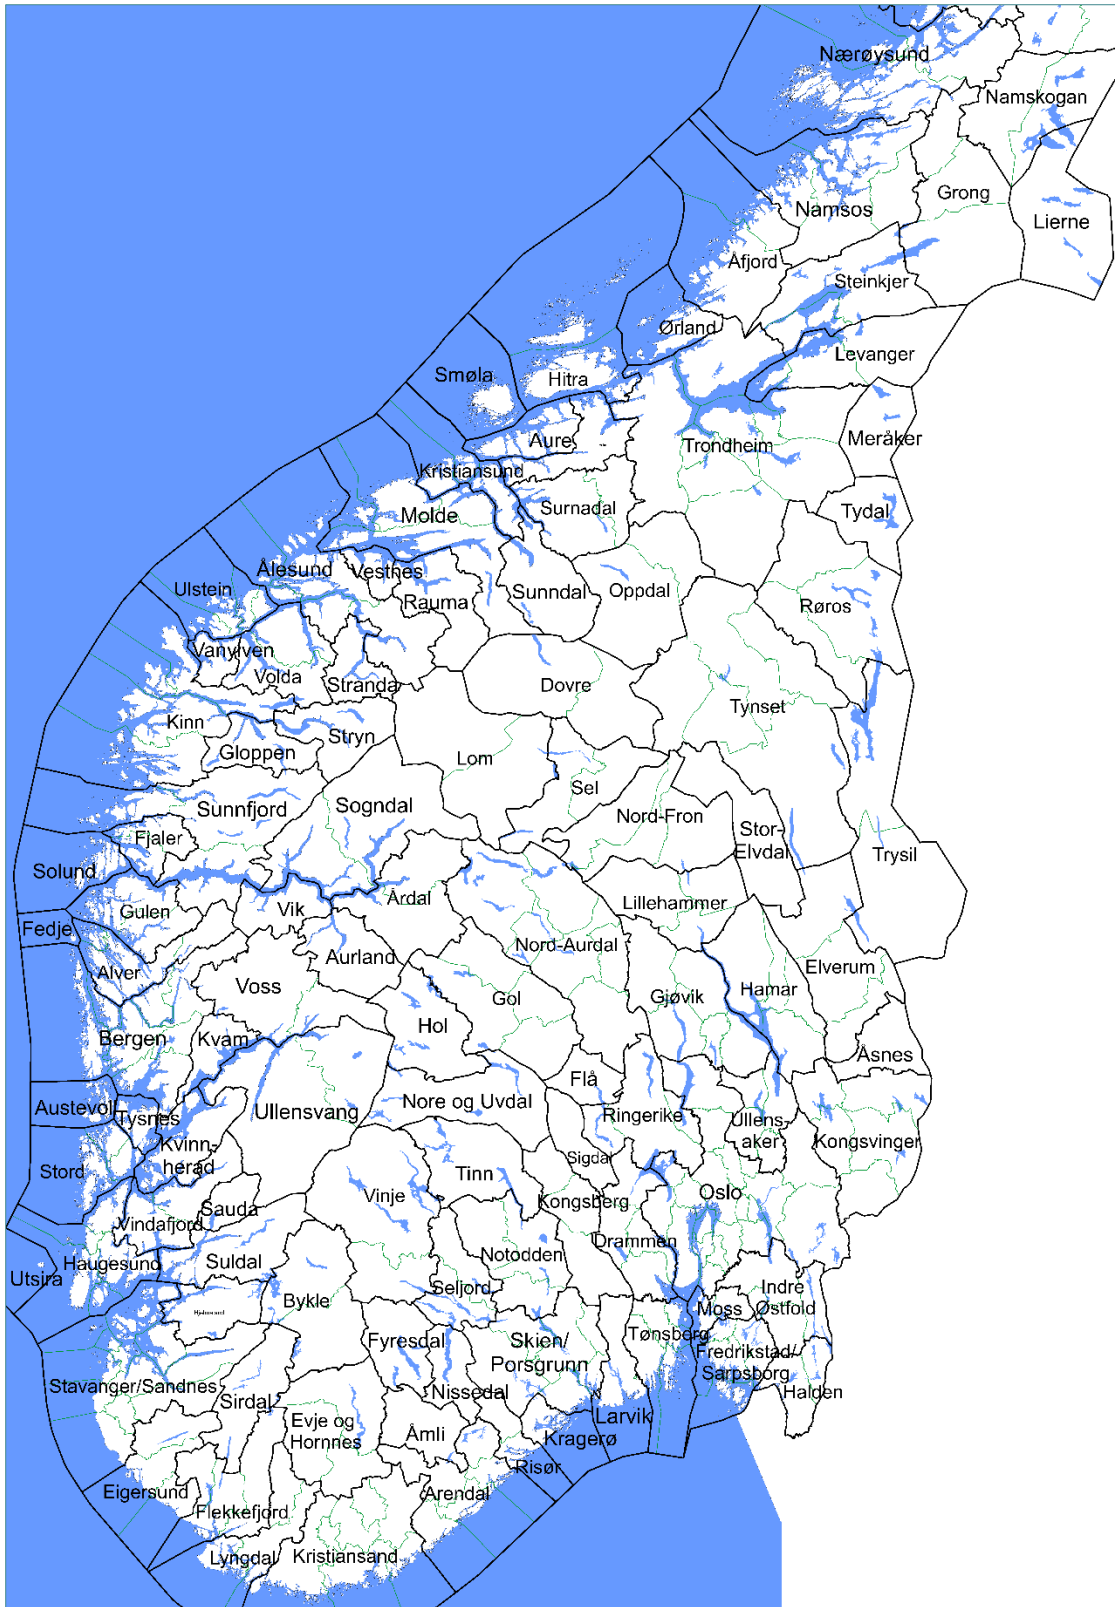 Nærøysund
Namskogan
Grong
Namsos
Lierne
Åfjord
Steinkjer
Ørland
Levanger
Smøla
Hitra
Aure
Meråker
Trondheim
Kristiansund
Surnadal
Molde
Tydal
Ålesund
Vestnes
Ulstein
Rauma
Sunndal
Oppdal
Røros
Vanylven
Volda
Stranda
Dovre
Tynset
Kinn
Stryn
Gloppen
Lom
Sel
Sunnfjord
Sogndal
Nord-Fron
Stor-
Elvdal
Fjaler
Trysil
Solund
Årdal
Gulen
Vik
Lillehammer
Fedje
Nord-Aurdal
Alver
Aurland
Elverum
Voss
Gol
Gjøvik
Hamar
Bergen
Kvam
Hol
Åsnes
Flå
Austevoll
Tysnes
Ullensvang
Nore og Uvdal
Ringerike
Ullens-
aker
Kongsvinger
Kvinn-
herad
Stord
Tinn
Sigdal
Vinje
Sauda
Kongsberg
Oslo
Vindafjord
Drammen
Haugesund
Suldal
Notodden
Utsira
Seljord
Indre
Østfold
Bykle
Moss
Fyresdal
Skien/
Porsgrunn
Tønsberg
Fredrikstad/
Sarpsborg
Stavanger/Sandnes
Nissedal
Halden
Sirdal
Larvik
Evje og
Hornnes
Åmli
Kragerø
Risør
Eigersund
Arendal
Flekkefjord
Lyngdal
Kristiansand